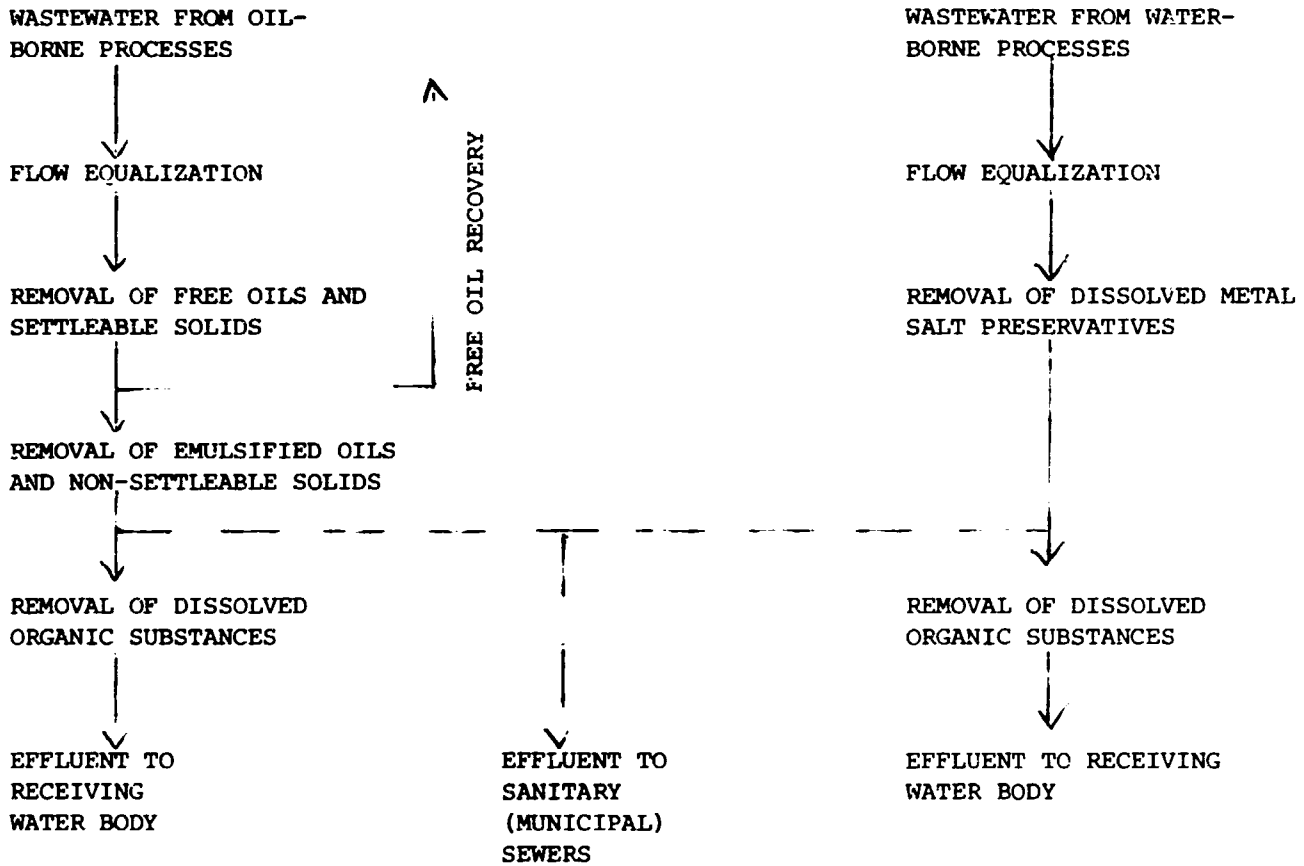 WASTEWATER FROM OIL-
BORNE PROCESSES
FLOW EQUALIZATION
REMOVAL OF FREE OILS AND
SETTLEABLE SOLIDS
FREE OIL RECOVERY
REMOVAL OF EMULSIFIED OILS
AND NON-SETTLEABLE SOLIDS
REMOVAL OF DISSOLVED
ORGANIC SUBSTANCES
EFFLUENT TO
RECEIVING
WATER BODY
EFFLUENT TO
SANITARY
(MUNICIPAL)
SEWERS
WASTEWATER FROM WATER-
BORNE PROCESSES
FLOW EQUALIZATION
REMOVAL OF DISSOLVED METAL
SALT PRESERVATIVES
REMOVAL OF DISSOLVED
ORGANIC SUBSTANCES
EFFLUENT TO RECEIVING
WATER BODY